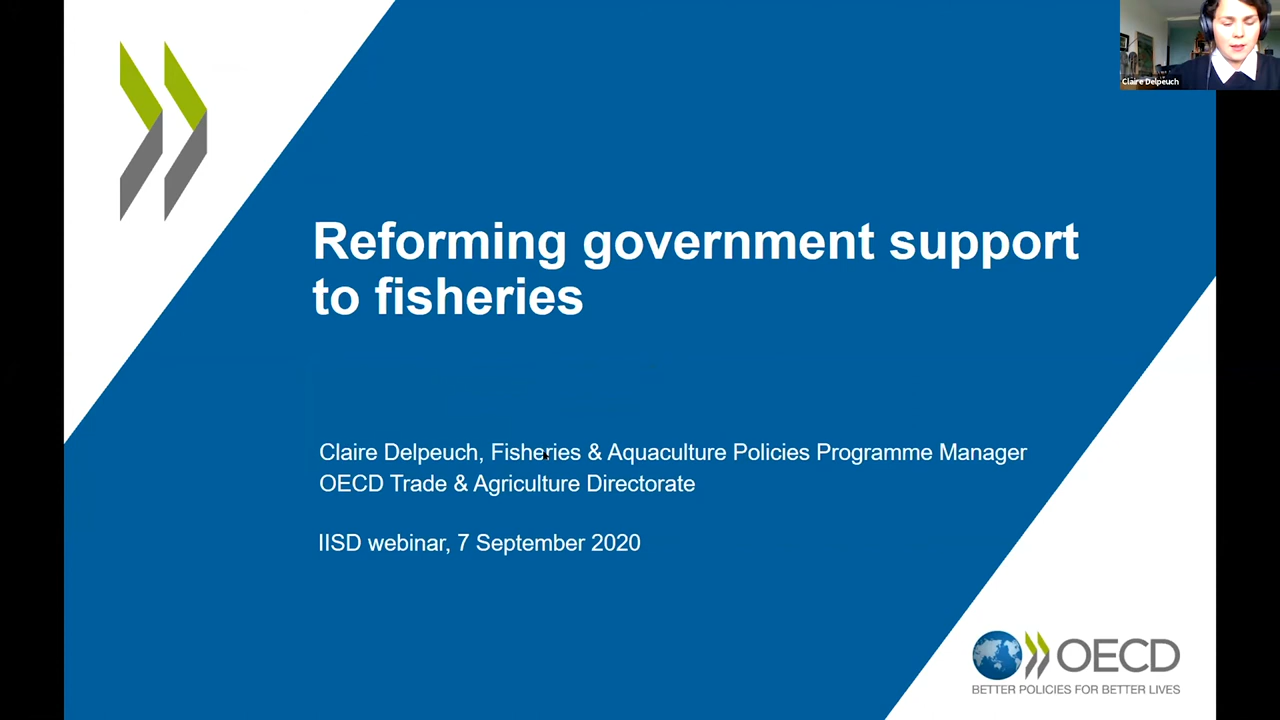 Claire Delpeuch
Reforming government support
to fisheries
Claire Delpeuch, Fisheries & Aquaculture Policies Programme Manager
OECD Trade & Agriculture Directorate
IISD webinar, 7 September 2020
OECD
BETTER POLICIES FOR BETTER LIVES